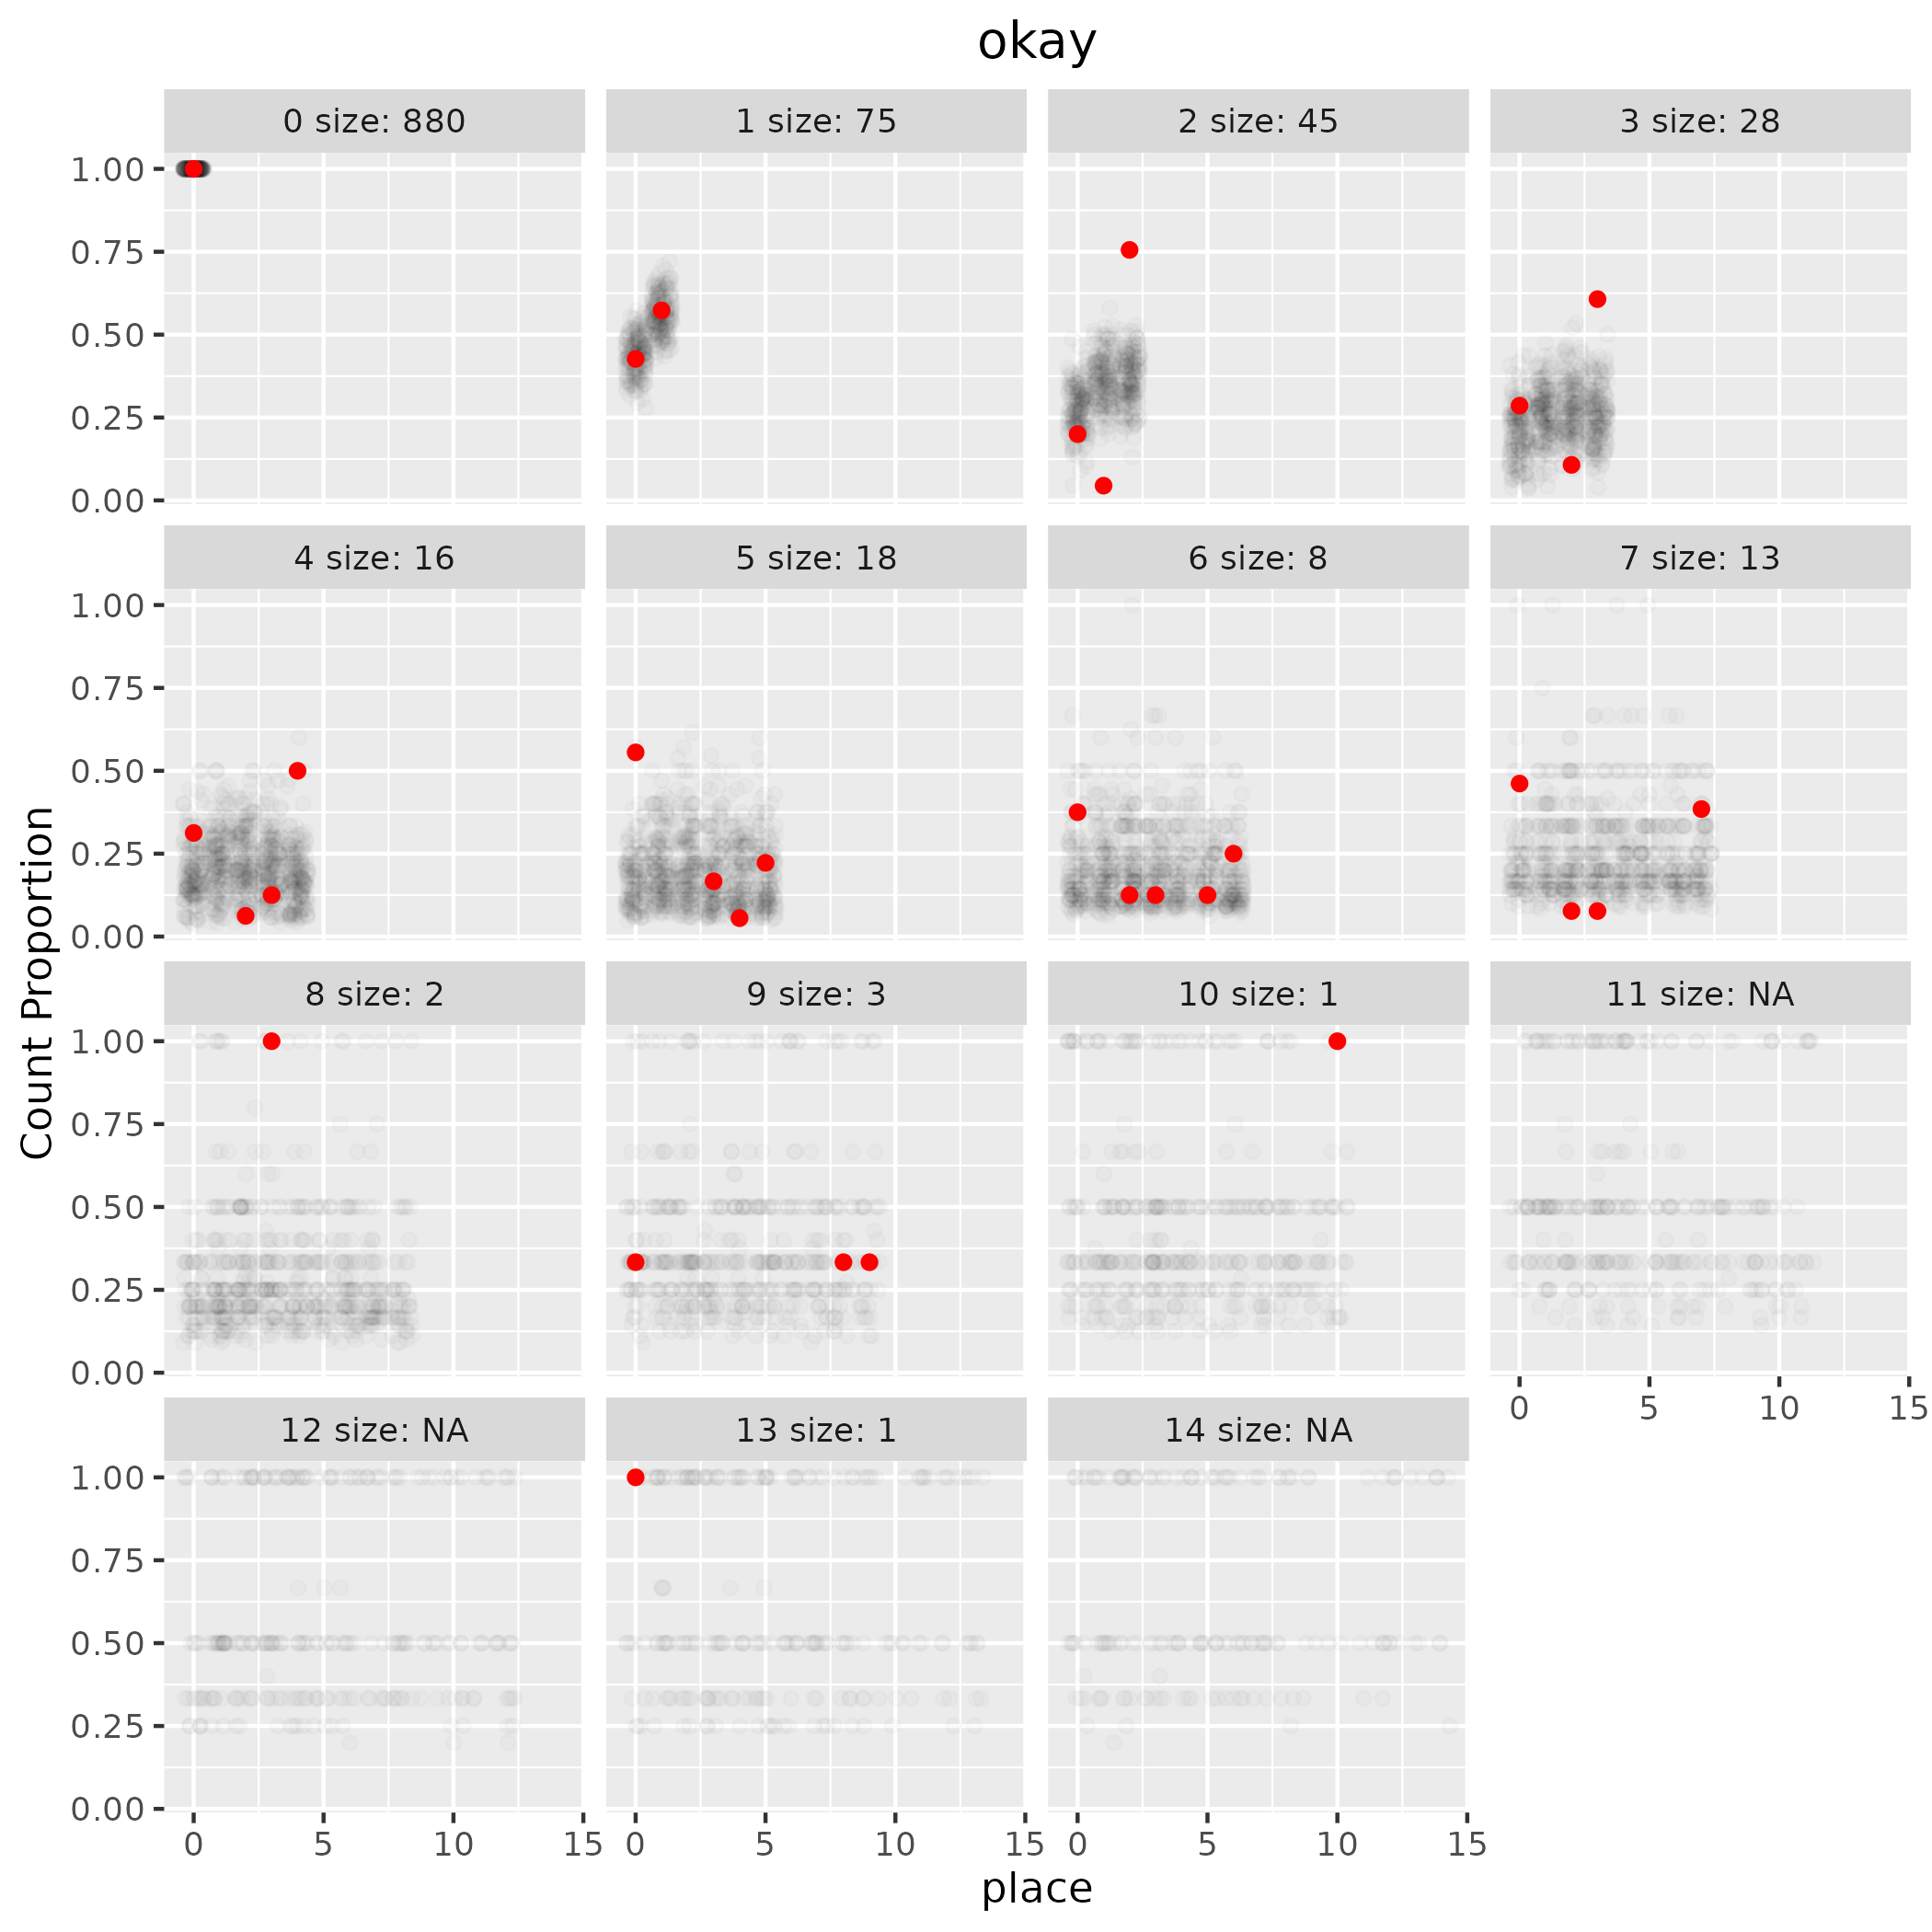 okay
0 size: 880
1 size: 75
2 size: 45
3 size: 28
1.00
0.75
0.50
0.25
0.00
4 size: 16
5 size: 18
6 size: 8
7 size: 13
1.00
0.75
0.50
0.25
0.00
Count Proportion
8 size: 2
9 size: 3
10 size: 1
11 size: NA
1.00
0.75
0.50
0.25
0.00
0 5 10 15
12 size: NA
13 size: 1
14 size: NA
1.00
0.75
0.50
0.25
0.00
0 5 10 15
0 5 10 15
0 5 10 15
place